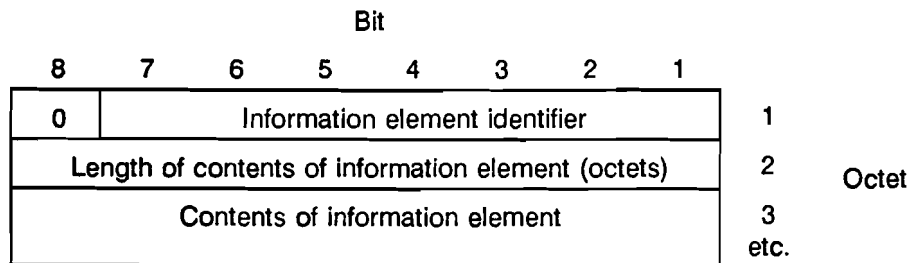 Bit
8 7 6 5 4 3 2 1
0 Information element identifier 1
Length of contents of information element (octets) 2
Octet
Contents of information element 3
etc.